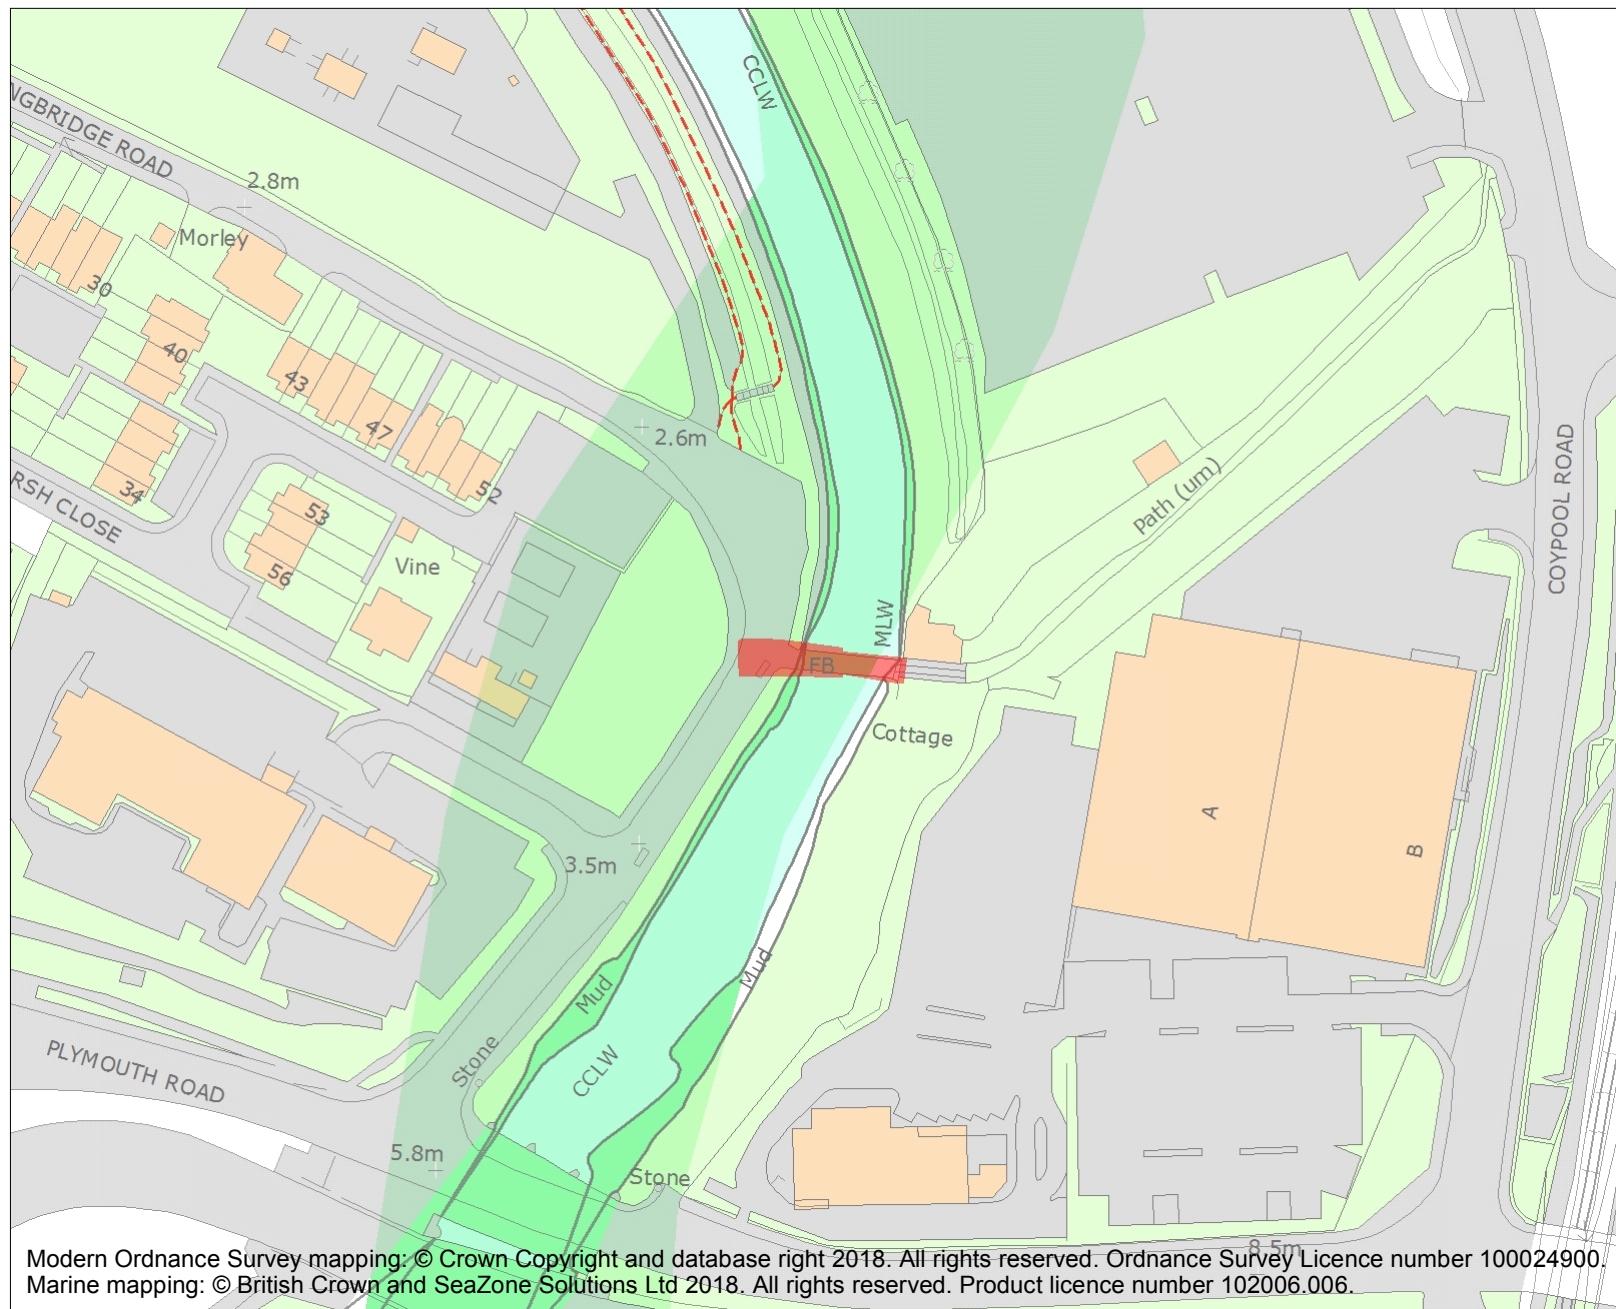 CCLW
NGBRIDGE ROAD
2.8m
Morley
30
40
43
47
2.6m
34
52
RSH CLOSE
53
Vine
56
Path (um)
COYPOOL ROAD
MLW
FB
Cottage
A
B
3.5m
Mud
Mud
Stone
CCLW
PLYMOUTH ROAD
5.8m
Stone
8.5m
Modern Ordnance Survey mapping: © Crown Copyright and database right 2018. All rights reserved. Ordnance Survey Licence number 100024900.
Marine mapping: © British Crown and SeaZone Solutions Ltd 2018. All rights reserved. Product licence number 102006.006.